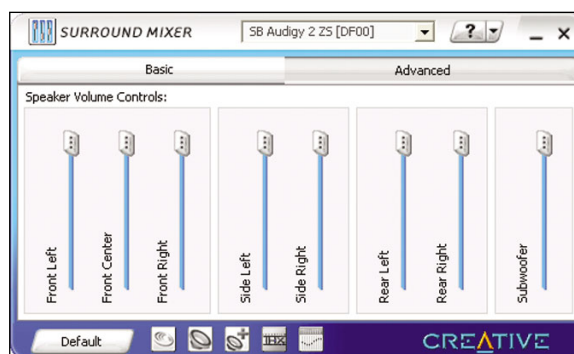 SURROUND MIXER
SB Audigy 2 ZS [DF00]
?
Basic
Advanced
Speaker Volume Controls:
Front Left
Front Center
Front Right
Side Left
Side Right
Rear Left
Rear Right
Subwoofer
Default
THX
CREATIVE